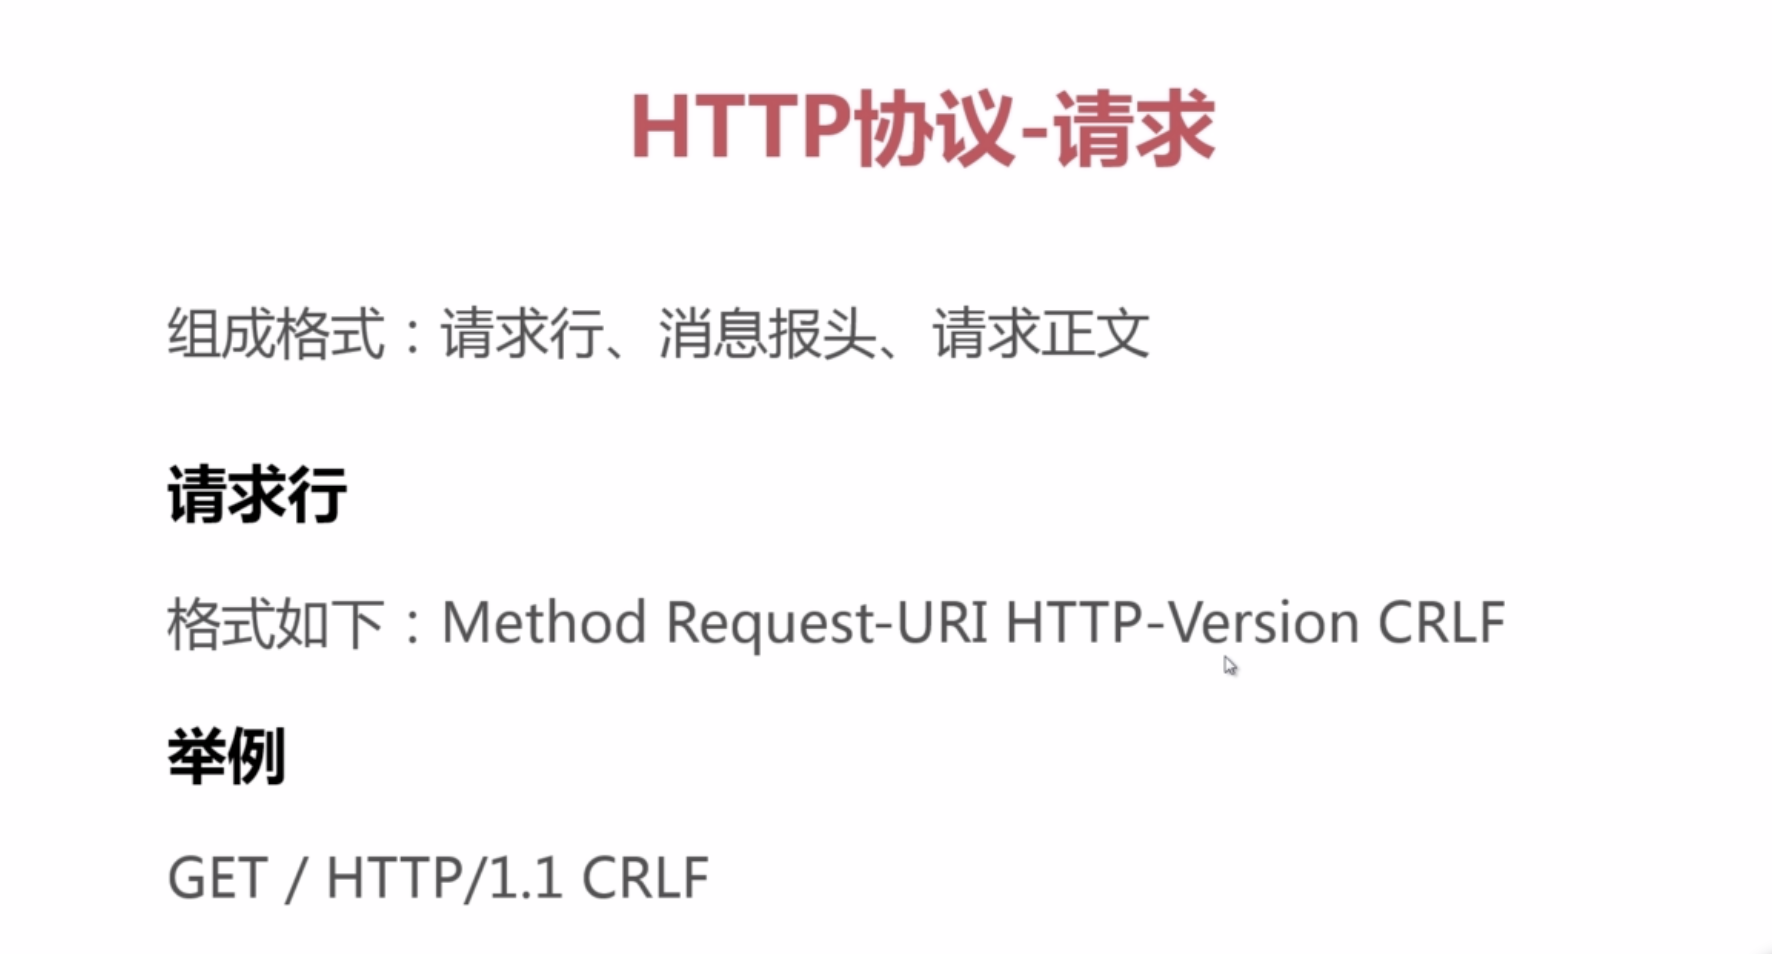 HTTP协议-请求
组成格式：请求行、消息报头、请求正文
请求行
格式如下：Method Request-URI HTTP-Version CRLF
举例
GET / HTTP/1.1 CRLF